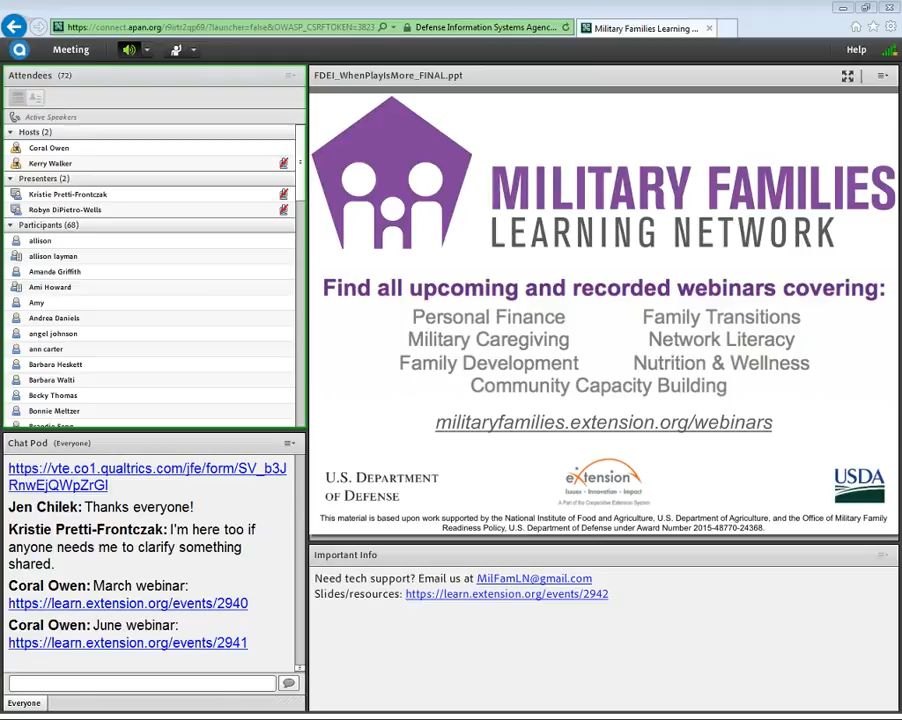 https://connect.apan.org/r9irtz2qp69/?launcher=false&OWASP_CSRFTOKEN=3823
Defense Information Systems Agenc...
Military Families Learning ...
Meeting
Help
Attendees (72)
Active Speakers
Hosts (2)
Coral Owen
Kerry Walker
Presenters (2)
Kristie Pretti-Frontczak
Robyn DiPietro-Wells
Participants (68)
allison
allison layman
Amanda Griffith
Ami Howard
Amy
Andrea Daniels
angel johnson
ann carter
Barbara Heskett
Barbara Walti
Becky Thomas
Bonnie Meltzer
Chat Pod (Everyone)
https://vte.co1.qualtrics.com/jfe/form/SV_b3J
RnwEjQWpZrGl
Jen Chilek: Thanks everyone!
Kristie Pretti-Frontczak: I'm here too if
anyone needs me to clarify something
shared.
Coral Owen: March webinar:
https://learn.extension.org/events/2940
Coral Owen: June webinar:
https://learn.extension.org/events/2941
Everyone
FDEI_WhenPlayIsMore_FINAL.ppt
MILITARY FAMILIES
LEARNING NETWORK
Find all upcoming and recorded webinars covering:
Personal Finance
Family Transitions
Military Caregiving
Network Literacy
Family Development
Nutrition & Wellness
Community Capacity Building
militaryfamilies.extension.org/webinars
U.S. DEPARTMENT
OF DEFENSE
eXtension
Issues · Innovation · Impact
A Part of the Cooperative Extension System
USDA
This material is based upon work supported by the National Institute of Food and Agriculture, U.S. Department of Agriculture, and the Office of Military Family
Readiness Policy, U.S. Department of Defense under Award Number 2015-48770-24368.
Important Info
Need tech support? Email us at MilFamLN@gmail.com
Slides/resources: https://learn.extension.org/events/2942